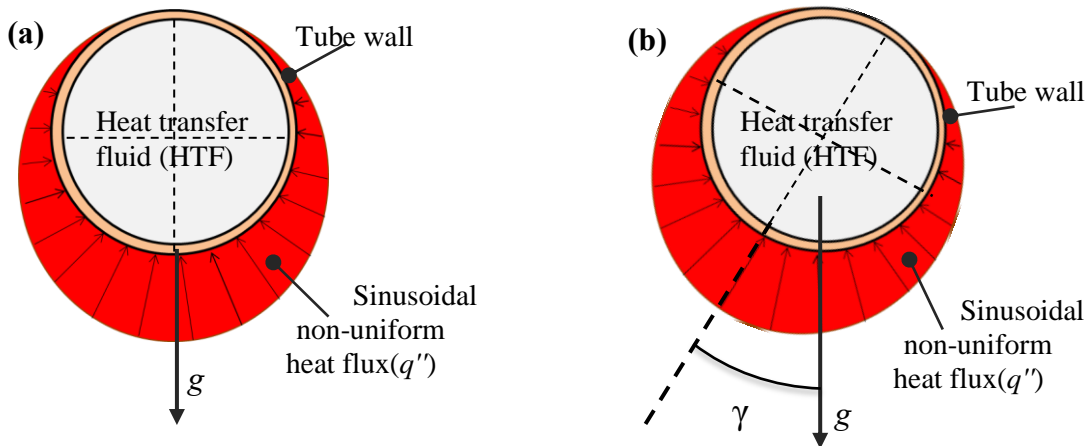 (a)
Tube wall
Heat transfer
fluid (HTF)
Sinusoidal
non-uniform
heat flux(q'')
g
(b)
Tube wall
Heat transfer
fluid (HTF)
Sinusoidal
non-uniform
heat flux(q'')
γ
g